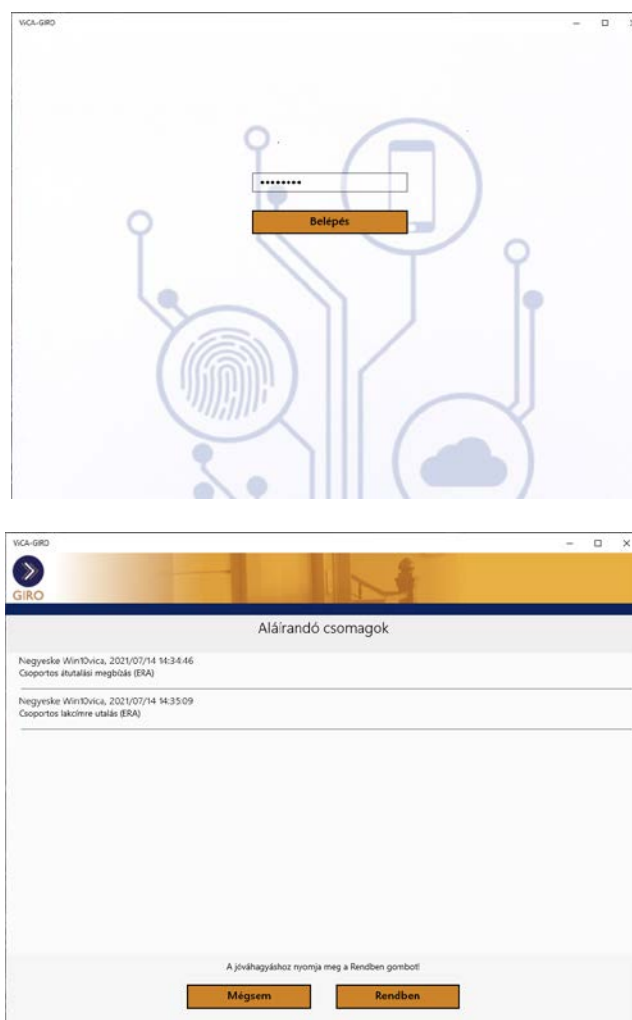 ViCA-GIRO
••••••••
Belépés
ViCA-GIRO
GIRO
Aláírandó csomagok
Negyeske Win10vica, 2021/07/14 14:34:46
Csoportos átutalási megbízás (ERA)
Negyeske Win10vica, 2021/07/14 14:35:09
Csoportos lakcímre utalás (ERA)
A jóváhagyáshoz nyomja meg a Rendben gombot!
Mégsem Rendben